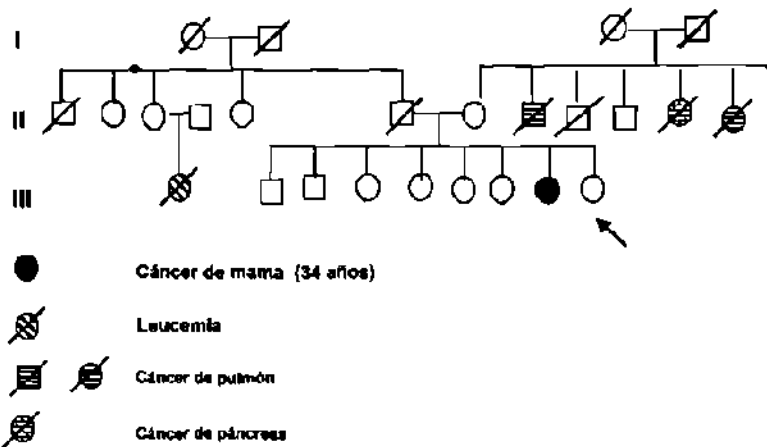 I
II
III
Cáncer de mama (34 años)
Leucemia
Cáncer de pulmón
Cáncer de páncreas